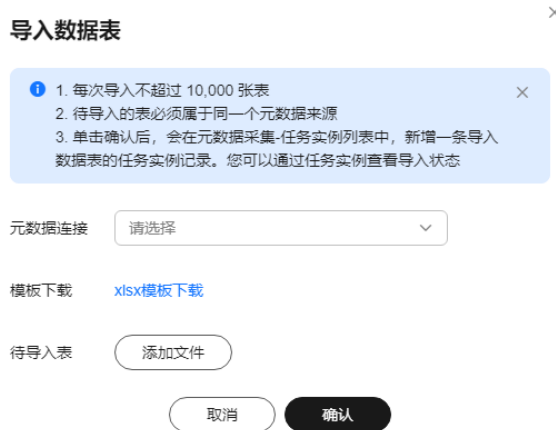 导入数据表
1. 每次导入不超过 10,000 张表
2. 待导入的表必须属于同一个元数据来源
3. 单击确认后，会在元数据采集-任务实例列表中，新增一条导入
数据表的任务实例记录。您可以通过任务实例查看导入状态
元数据连接 请选择
模板下载 xlsx模板下载
待导入表 添加文件
取消 确认